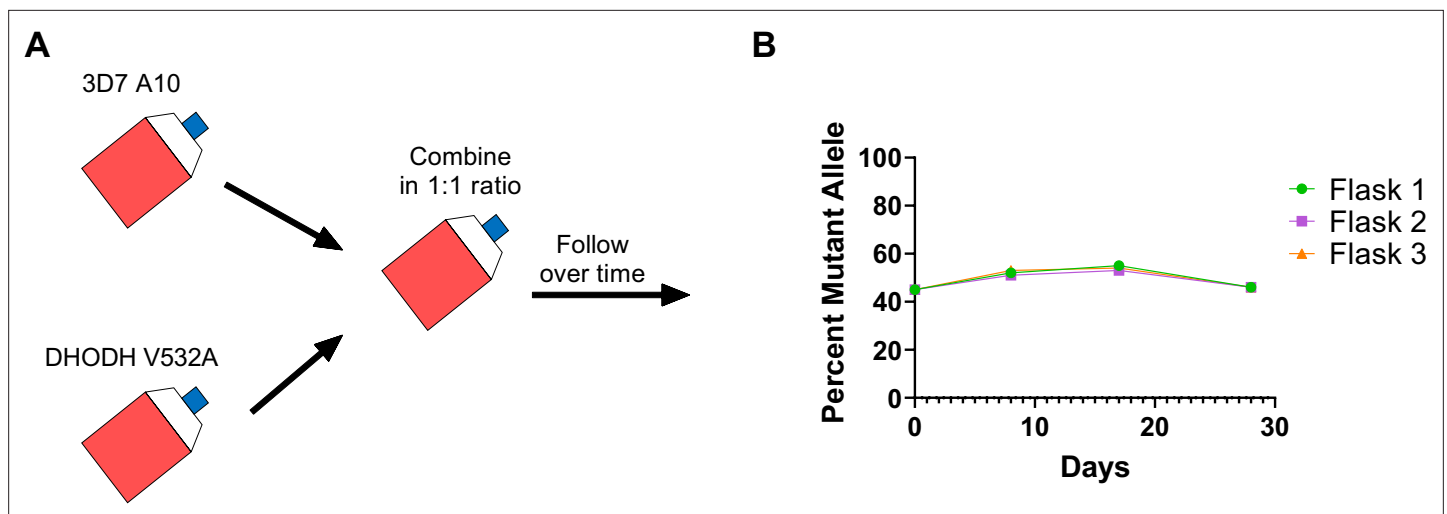 A
3D7 A10
Combine
in 1:1 ratio
Follow
over time
DHODH V532A
B
Percent Mutant Allele
100
80
60
40
20
0
0 10 20 30
Days
Flask 1
Flask 2
Flask 3